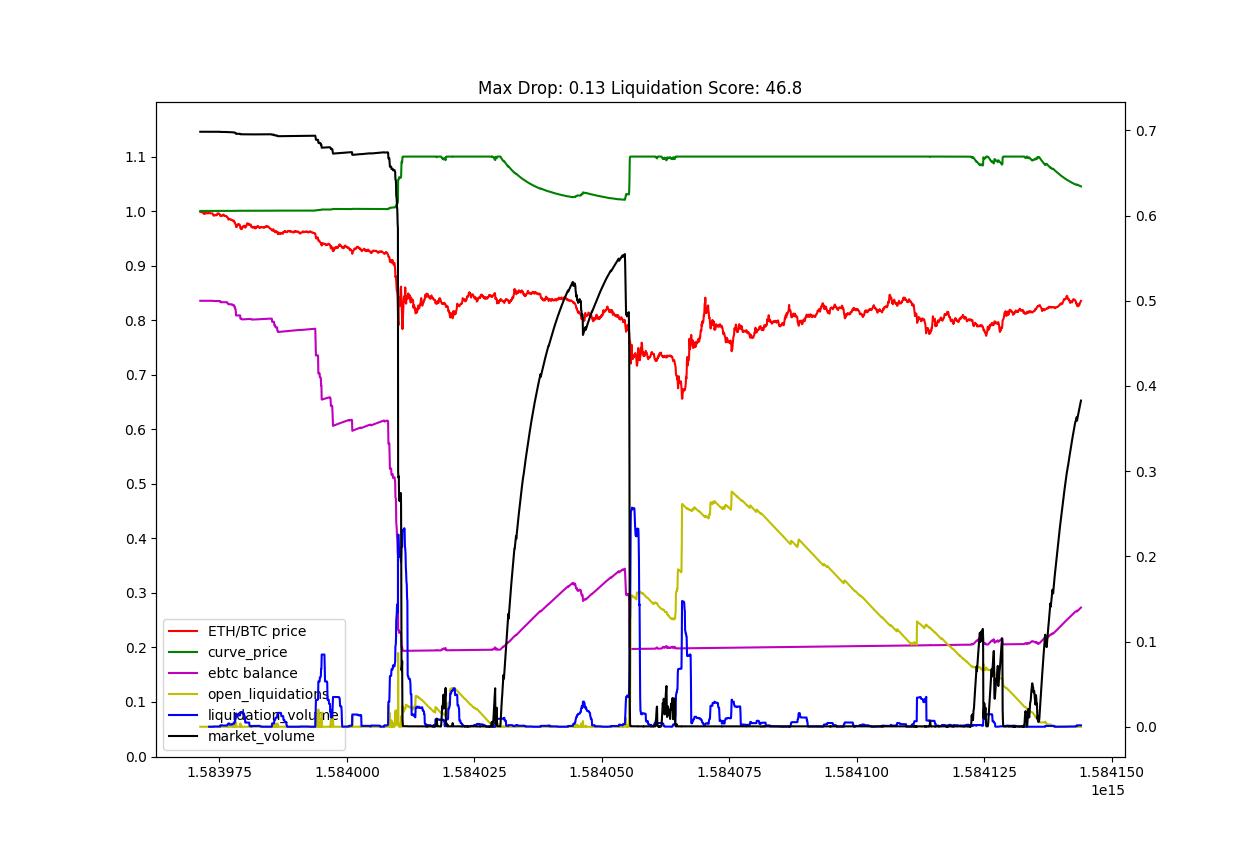 Max Drop: 0.13 Liquidation Score: 46.8
1.1
1.0
0.9
0.8
0.7
0.6
0.5
0.4
0.3
0.2
0.1
0.0
0.7
0.6
0.5
0.4
0.3
0.2
0.1
0.0
ETH/BTC price
curve_price
ebtc balance
open_liquidations
liquidation_volume
market_volume
1.583975 1.584000 1.584025 1.584050 1.584075 1.584100 1.584125 1.584150
1e15